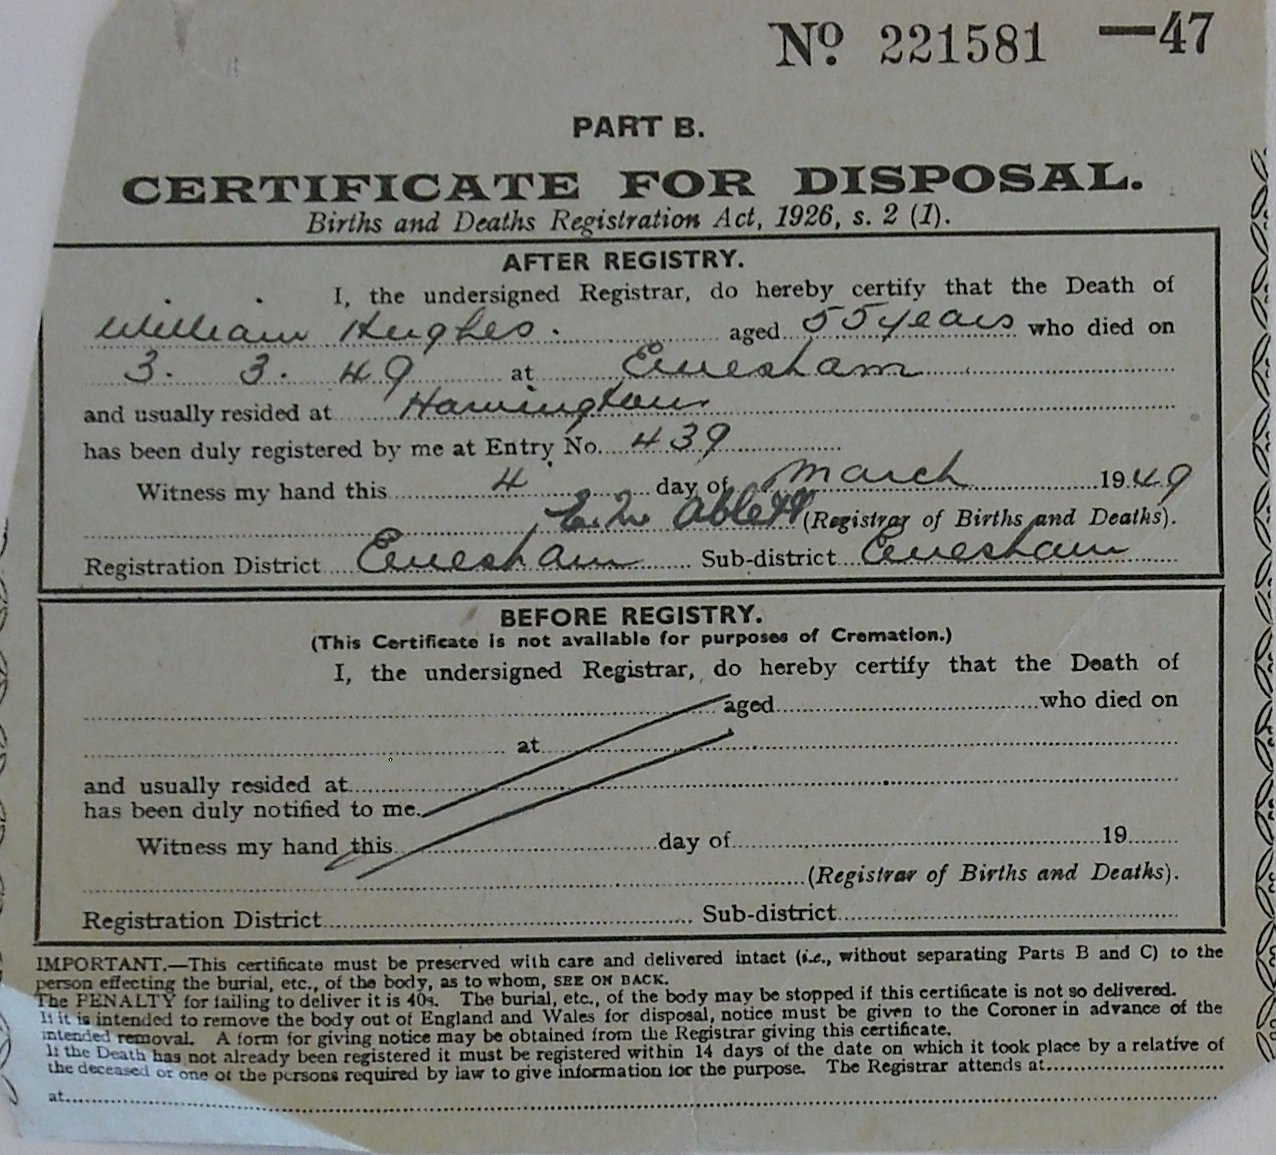 No. 221581 —47
PART B.
CERTIFICATE FOR DISPOSAL.
Births and Deaths Registration Act, 1926, s. 2 (1).
AFTER REGISTRY.
I, the undersigned Registrar, do hereby certify that the Death of
William Hughes. aged 55 years who died on
3. 3. 49 at Evesham
and usually resided at Harvington
has been duly registered by me at Entry No. 439
Witness my hand this 4 day of March 1949
Ablett (Registrar of Births and Deaths).
Registration District Evesham Sub-district Evesham
BEFORE REGISTRY.
(This Certificate is not available for purposes of Cremation.)
I, the undersigned Registrar, do hereby certify that the Death of
aged who died on
at
and usually resided at
has been duly notified to me.
Witness my hand this day of 19
(Registrar of Births and Deaths).
Registration District Sub-district
IMPORTANT.—This certificate must be preserved with care and delivered intact (i.e., without separating Parts B and C) to the
person effecting the burial, etc., of the body, as to whom, SEE ON BACK.
The PENALTY for failing to deliver it is 40s. The burial, etc., of the body may be stopped if this certificate is not so delivered.
If it is intended to remove the body out of England and Wales for disposal, notice must be given to the Coroner in advance of the
intended removal. A form for giving notice may be obtained from the Registrar giving this certificate.
If the Death has not already been registered it must be registered within 14 days of the date on which it took place by a relative of
the deceased or one of the persons required by law to give information for the purpose. The Registrar attends at
at